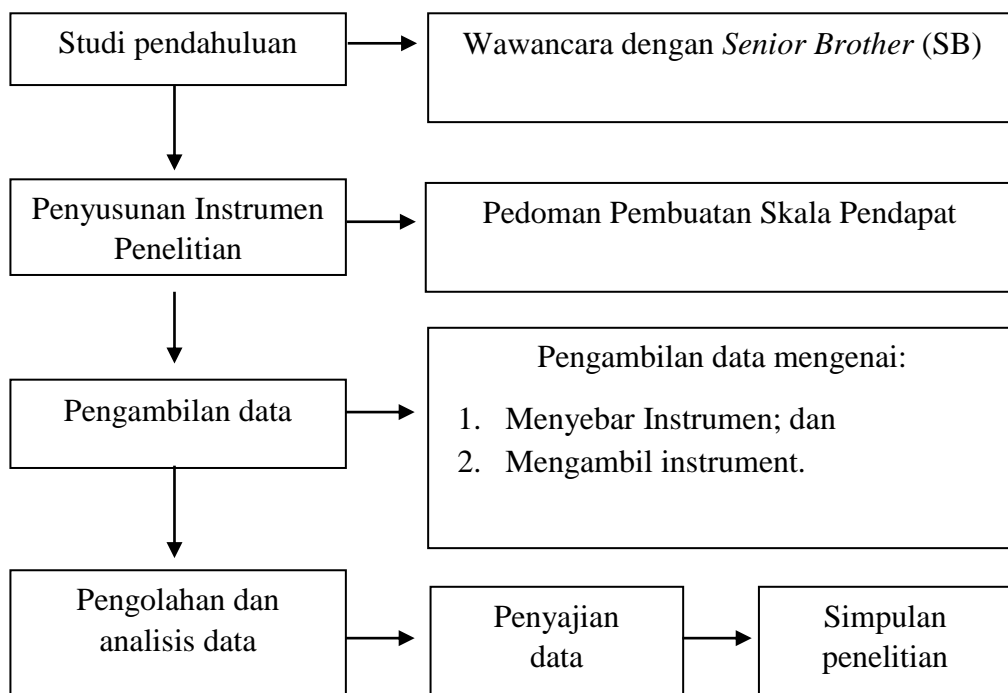 Studi pendahuluan
Wawancara dengan Senior Brother (SB)
Penyusunan Instrumen
Penelitian
Pedoman Pembuatan Skala Pendapat
Pengambilan data
Pengambilan data mengenai:
1. Menyebar Instrumen; dan
2. Mengambil instrument.
Pengolahan dan
analisis data
Penyajian
data
Simpulan
penelitian